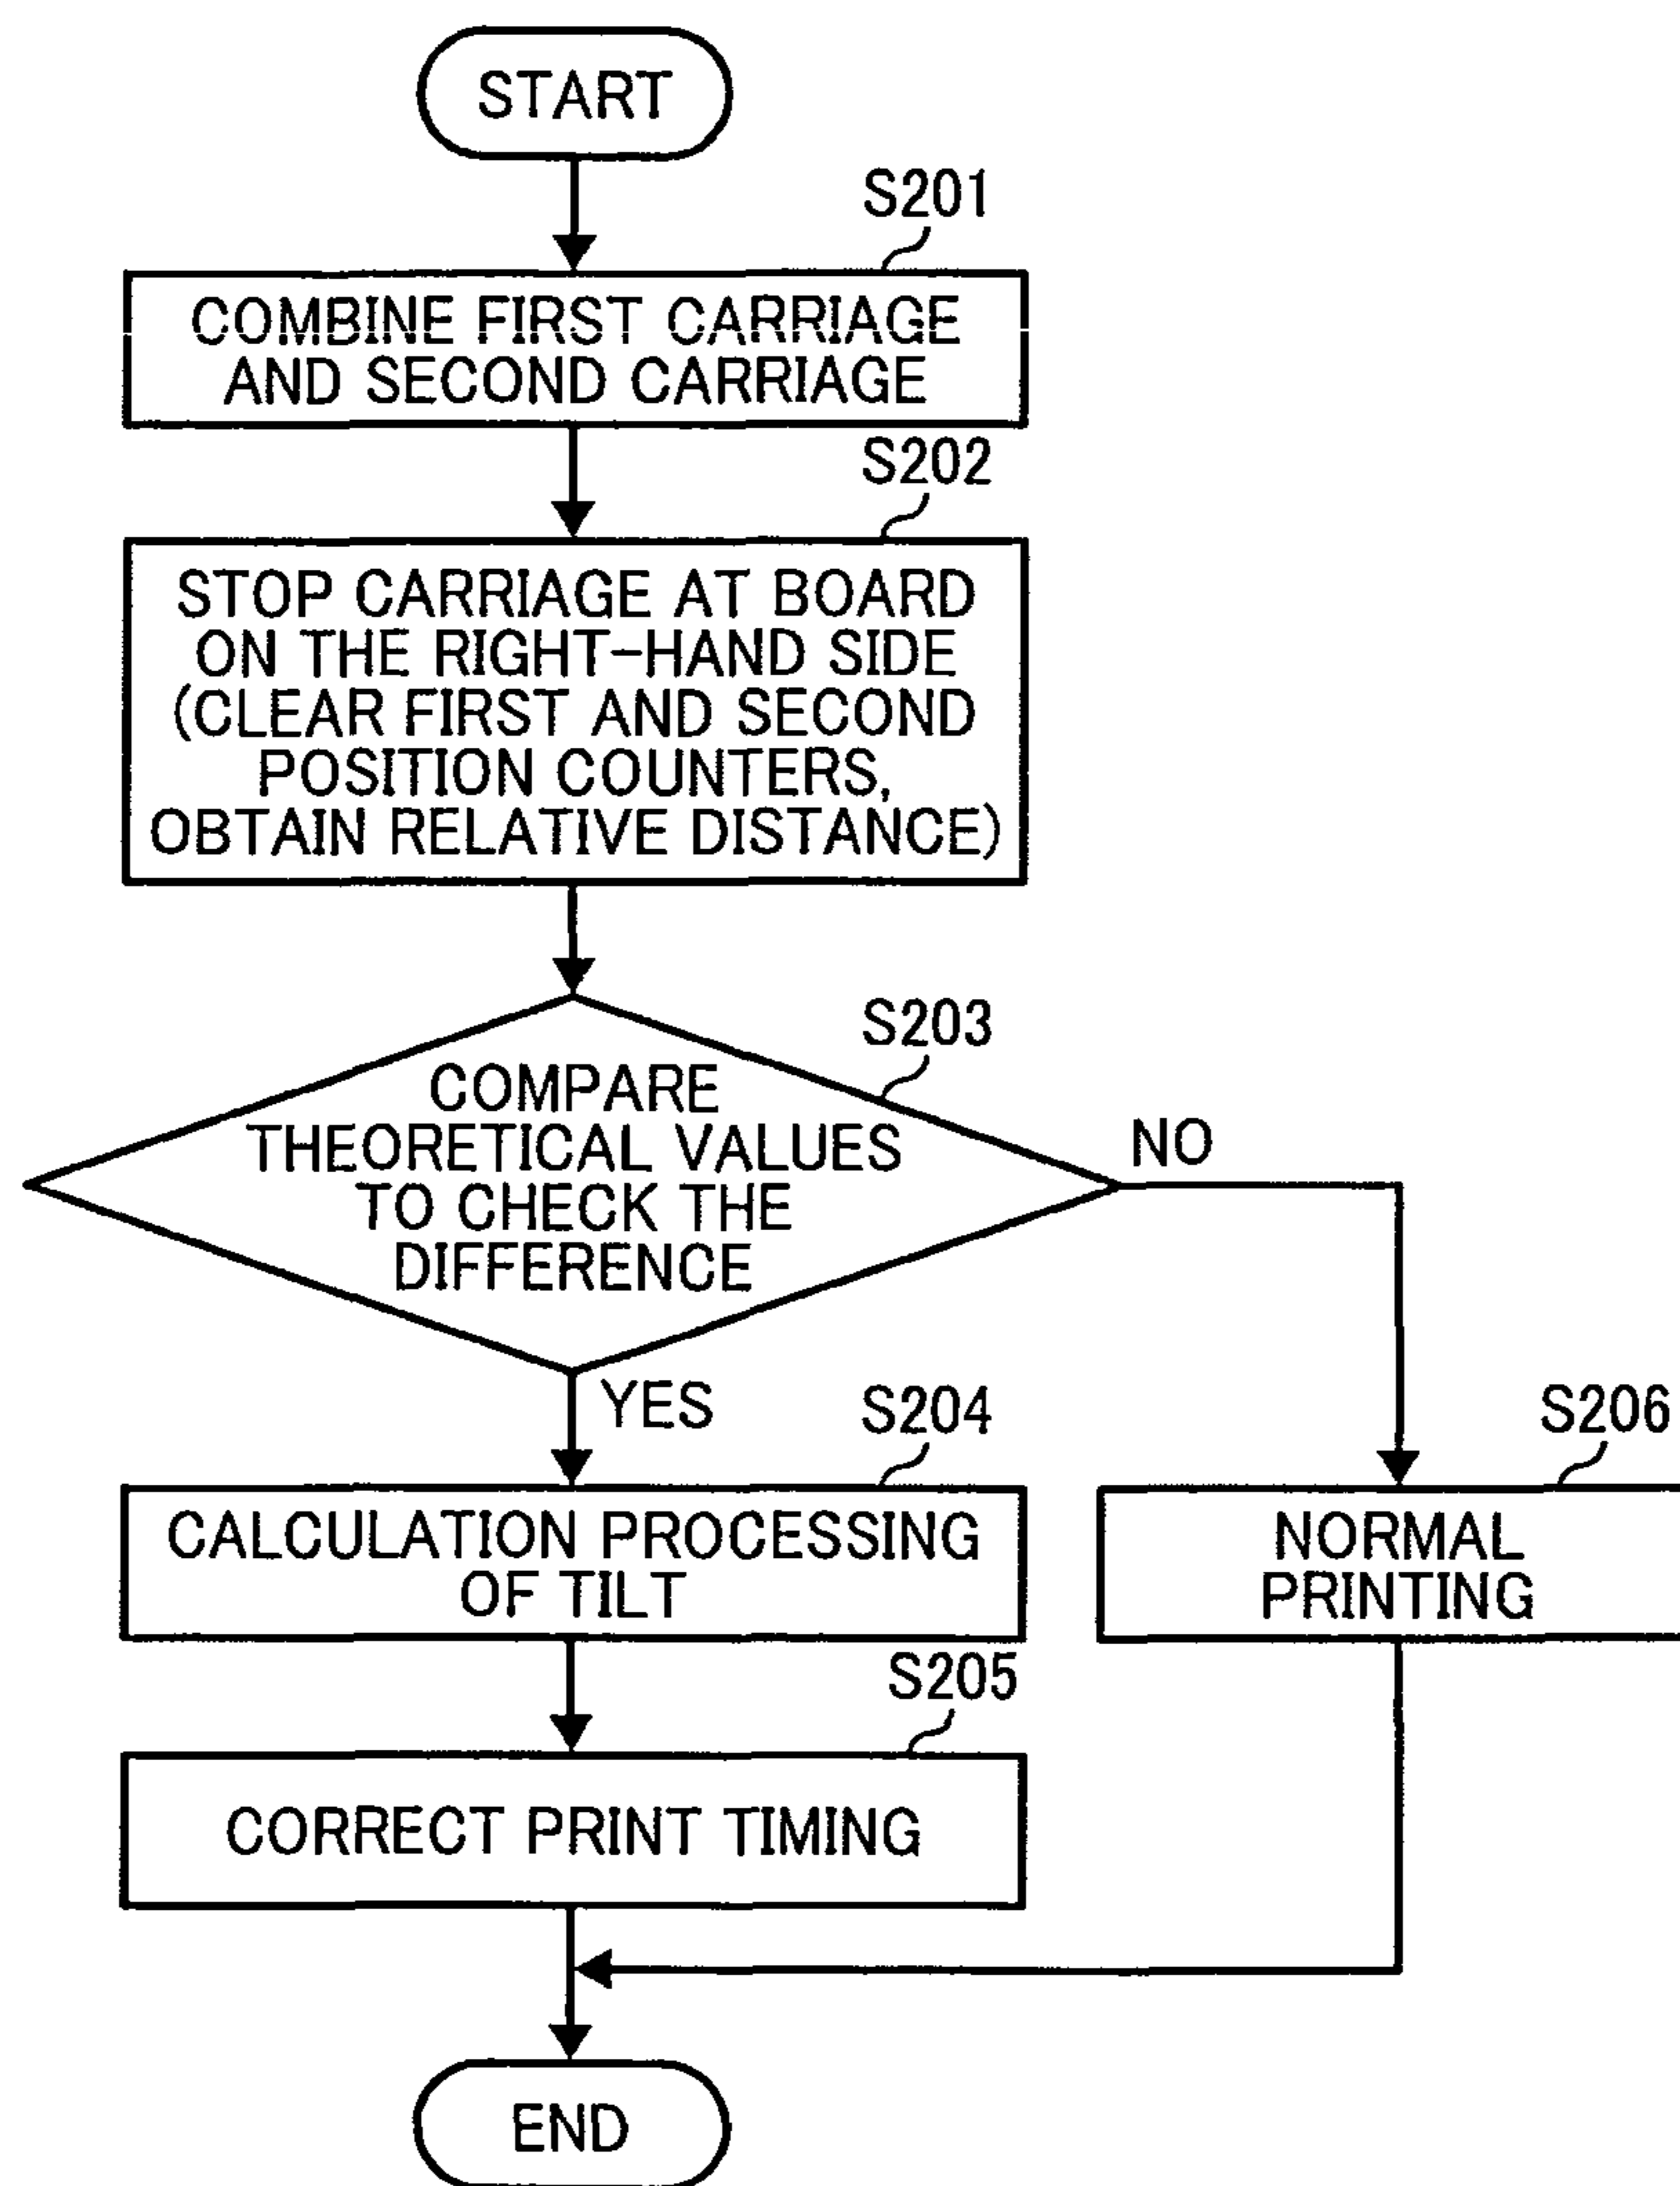 START
S201
COMBINE FIRST CARRIAGE
AND SECOND CARRIAGE
S202
STOP CARRIAGE AT BOARD
ON THE RIGHT-HAND SIDE
(CLEAR FIRST AND SECOND
POSITION COUNTERS,
OBTAIN RELATIVE DISTANCE)
S203
COMPARE
THEORETICAL VALUES
TO CHECK THE
DIFFERENCE
NO
YES
S204
CALCULATION PROCESSING
OF TILT
S206
NORMAL
PRINTING
S205
CORRECT PRINT TIMING
END